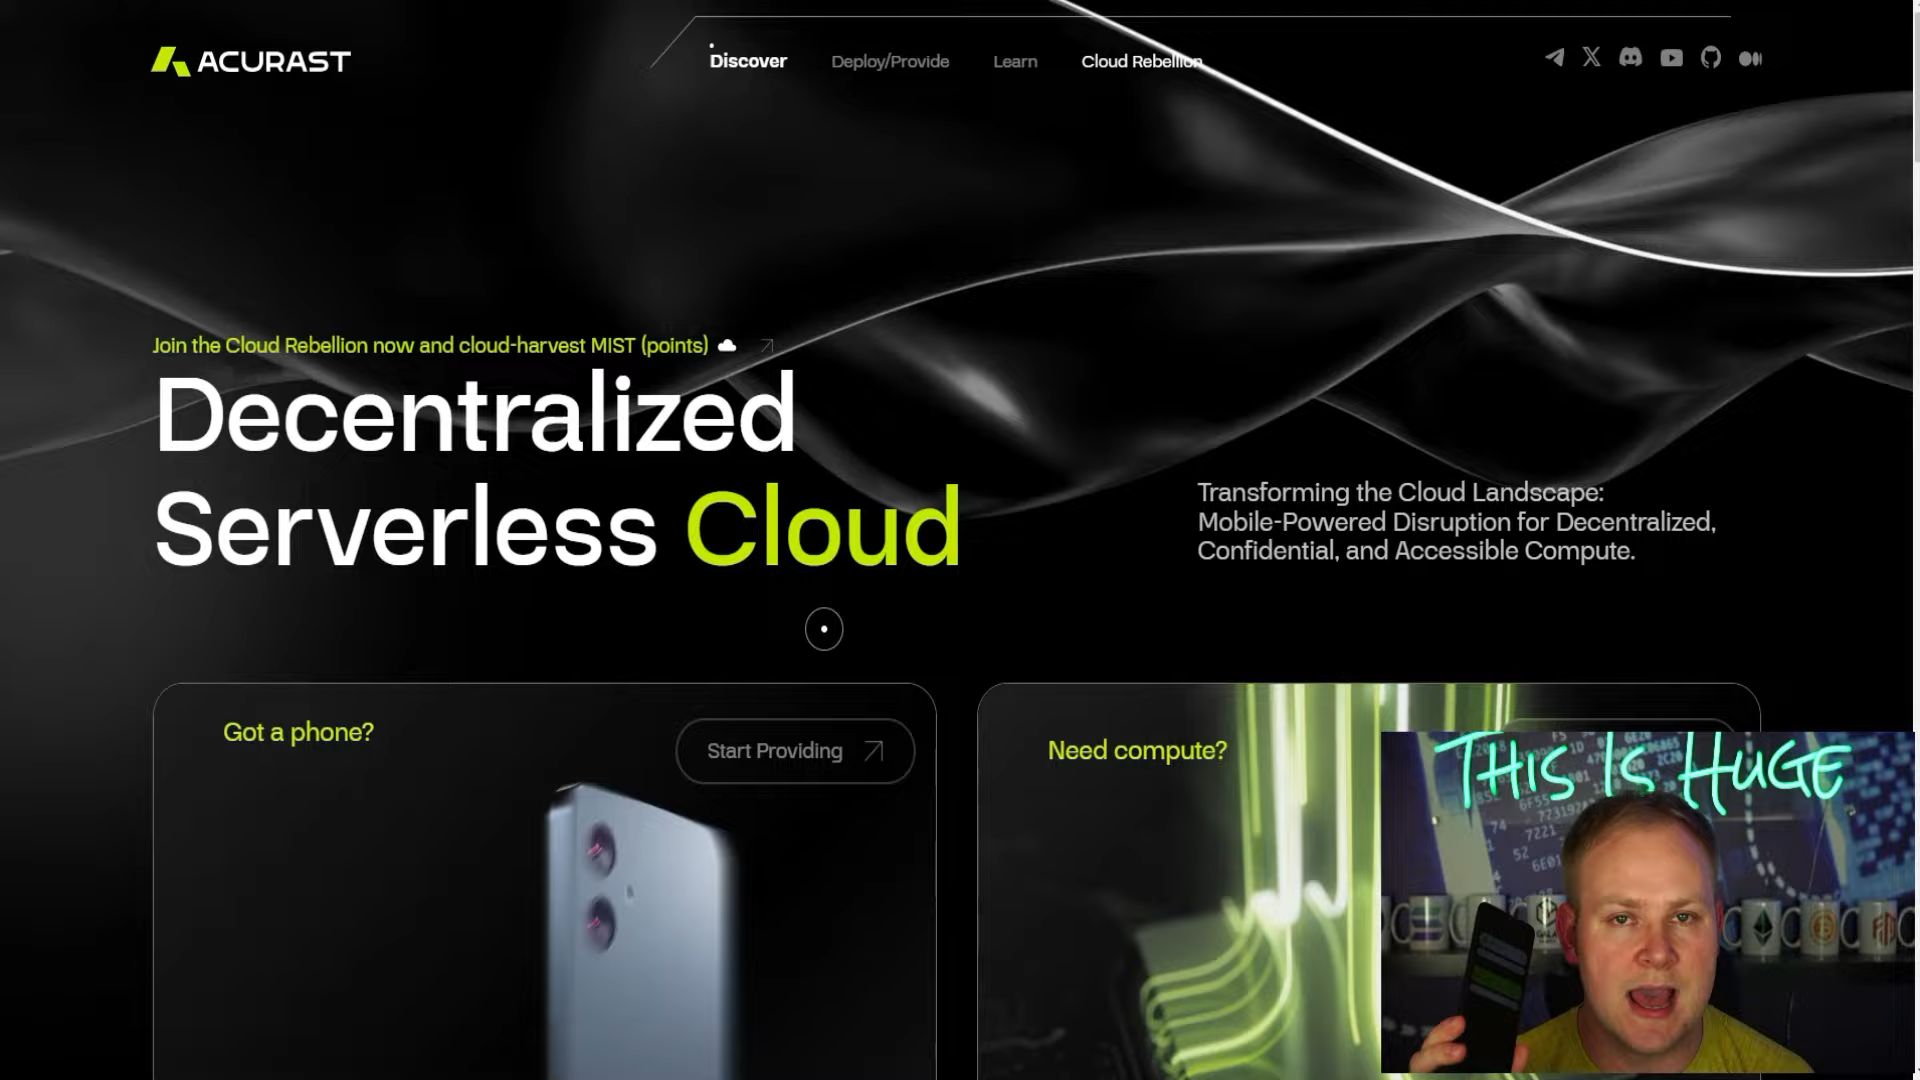 ACURAST
Discover
Deploy/Provide
Learn
Cloud Rebellion
Join the Cloud Rebellion now and cloud-harvest MIST (points)
Decentralized
Serverless Cloud
Transforming the Cloud Landscape:
Mobile-Powered Disruption for Decentralized,
Confidential, and Accessible Compute.
Got a phone?
Start Providing
Need compute?
THIS IS HUGE